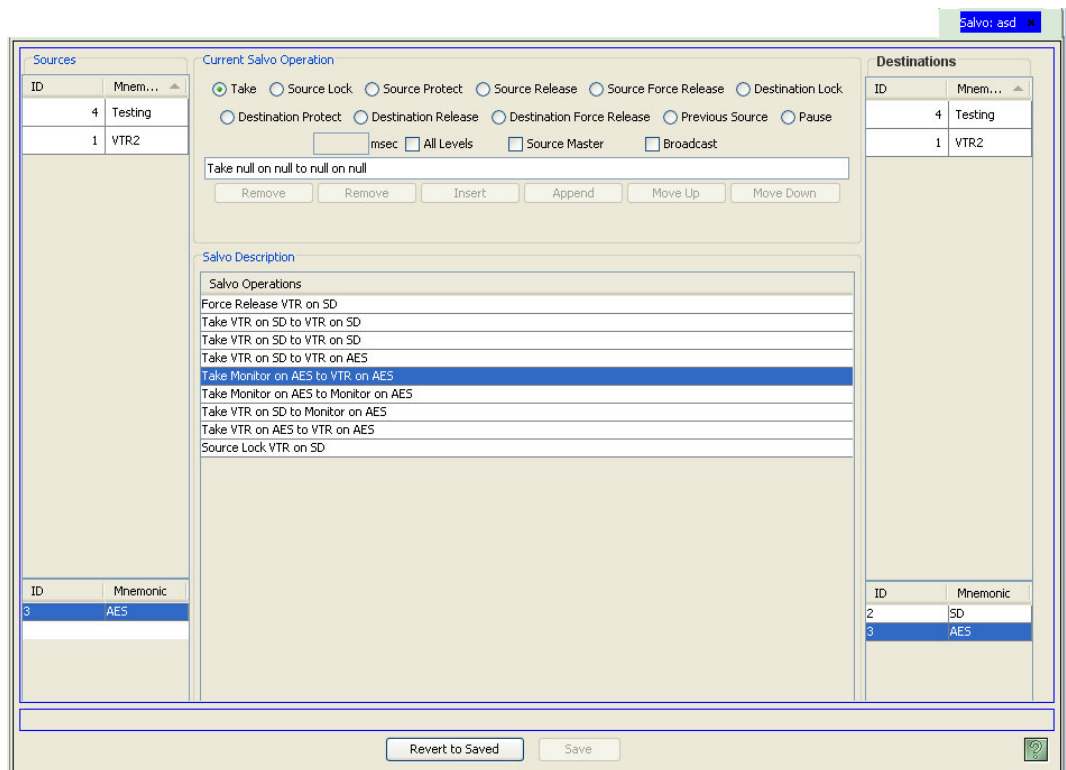 Salvo: asd ×
Sources
ID Mnem...
4 Testing
1 VTR2
ID Mnemonic
3 AES
Current Salvo Operation
Take Source Lock Source Protect Source Release Source Force Release Destination Lock
Destination Protect Destination Release Destination Force Release Previous Source Pause
msec All Levels Source Master Broadcast
Take null on null to null on null
Remove Remove Insert Append Move Up Move Down
Salvo Description
Salvo Operations
Force Release VTR on SD
Take VTR on SD to VTR on SD
Take VTR on SD to VTR on SD
Take VTR on SD to VTR on AES
Take Monitor on AES to VTR on AES
Take Monitor on AES to Monitor on AES
Take VTR on SD to Monitor on AES
Take VTR on AES to VTR on AES
Source Lock VTR on SD
Destinations
ID Mnem...
4 Testing
1 VTR2
ID Mnemonic
2 SD
3 AES
Revert to Saved Save
?